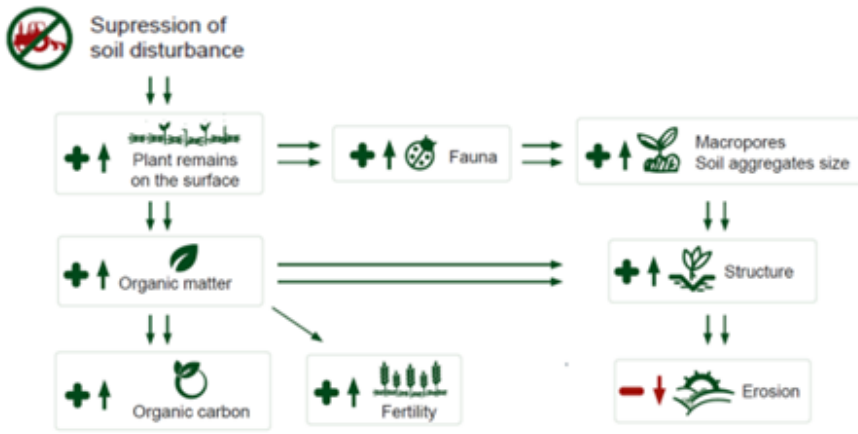 Supression of
soil disturbance
Plant remains
on the surface
Fauna
Macropores
Soil aggregates size
Organic matter
Structure
Organic carbon
Fertility
Erosion